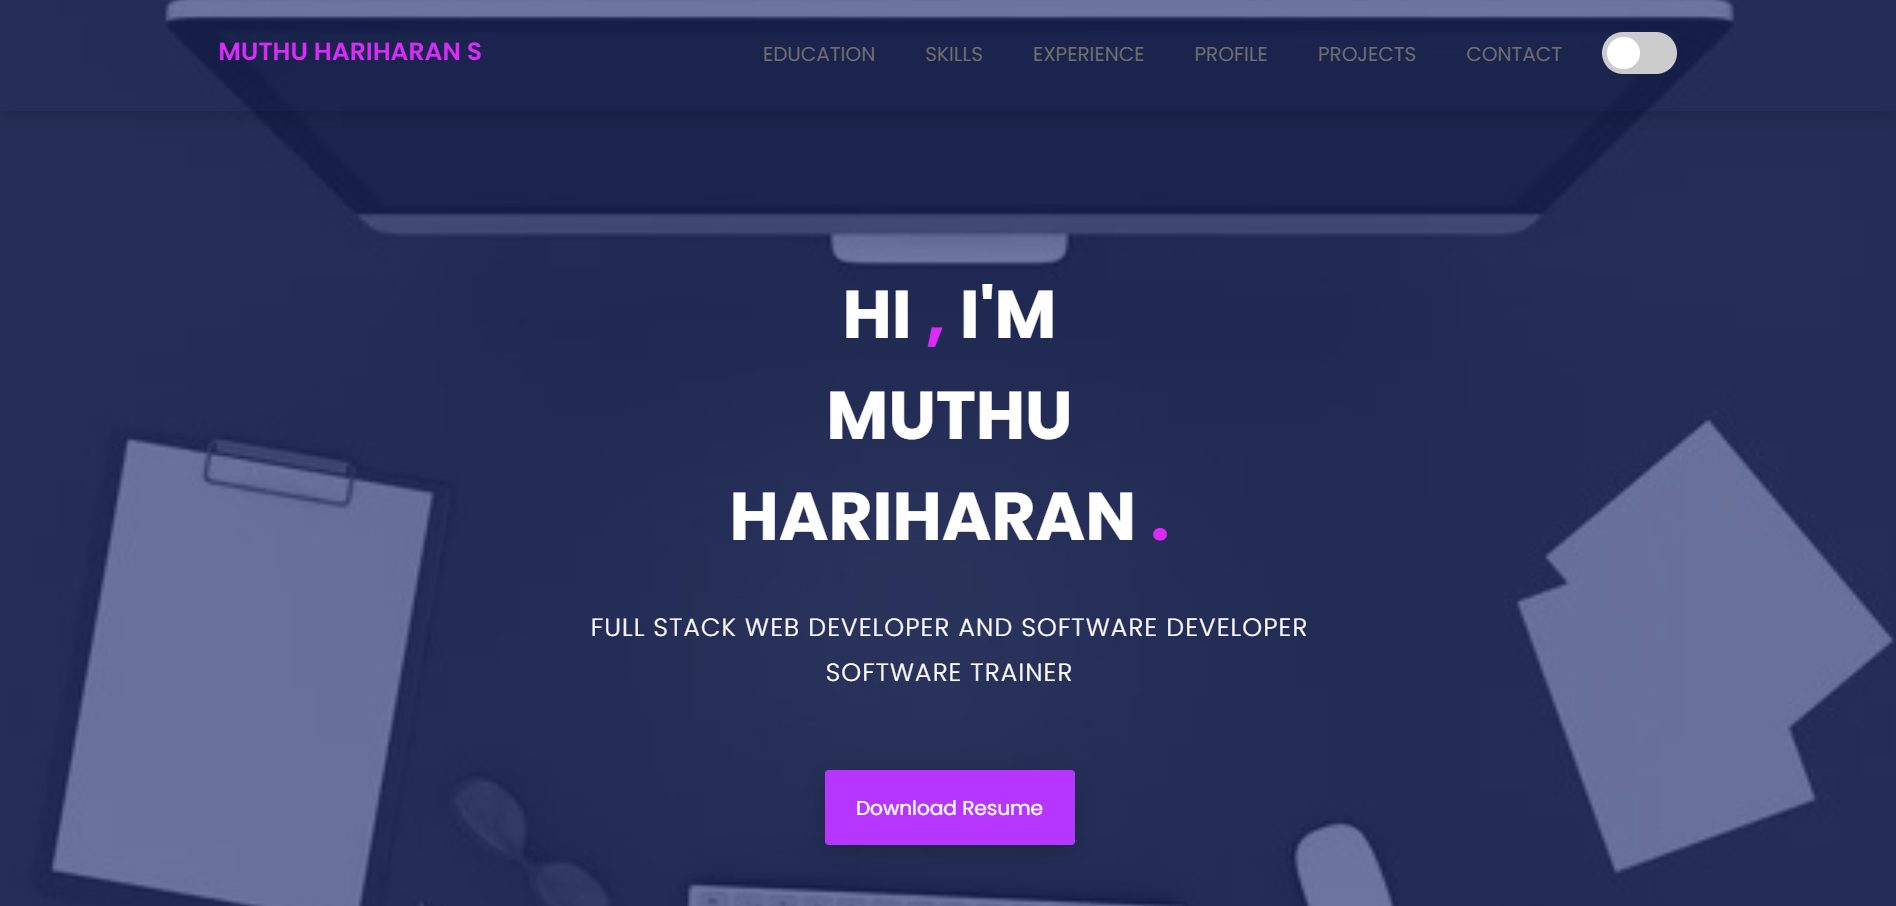 MUTHU HARIHARAN S
EDUCATION SKILLS EXPERIENCE PROFILE PROJECTS CONTACT
HI , I'M
MUTHU
HARIHARAN .
FULL STACK WEB DEVELOPER AND SOFTWARE DEVELOPER
SOFTWARE TRAINER
Download Resume